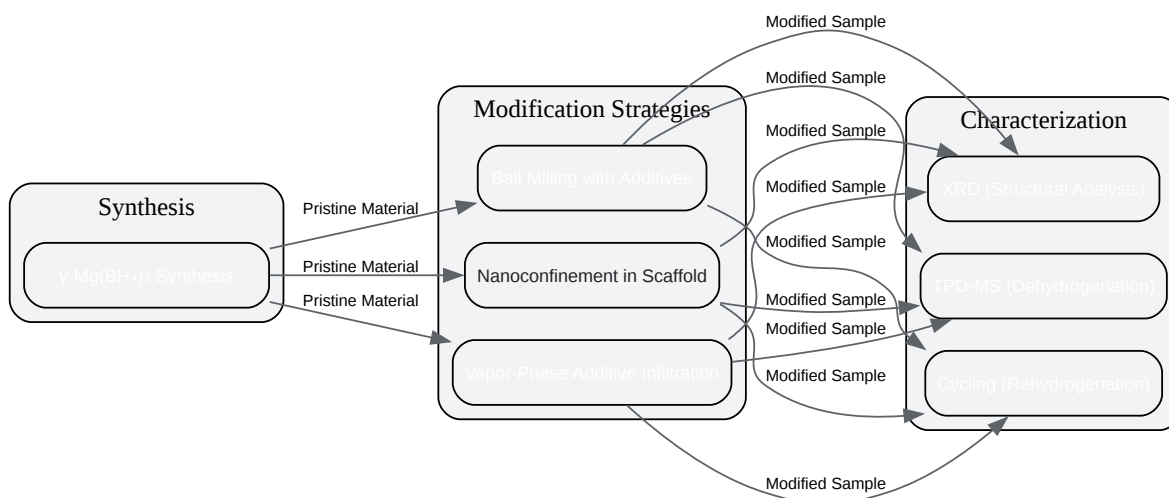 Synthesis
γ-Mg(BH₄)₂ Synthesis
Pristine Material
Pristine Material
Pristine Material
Modification Strategies
Ball Milling with Additives
Nanoconfinement in Scaffold
Vapor-Phase Additive Infiltration
Modified Sample
Modified Sample
Modified Sample
Modified Sample
Modified Sample
Modified Sample
Modified Sample
Modified Sample
Modified Sample
Characterization
XRD (Structural Analysis)
TPD-MS (Dehydrogenation)
Cycling (Rehydrogenation)